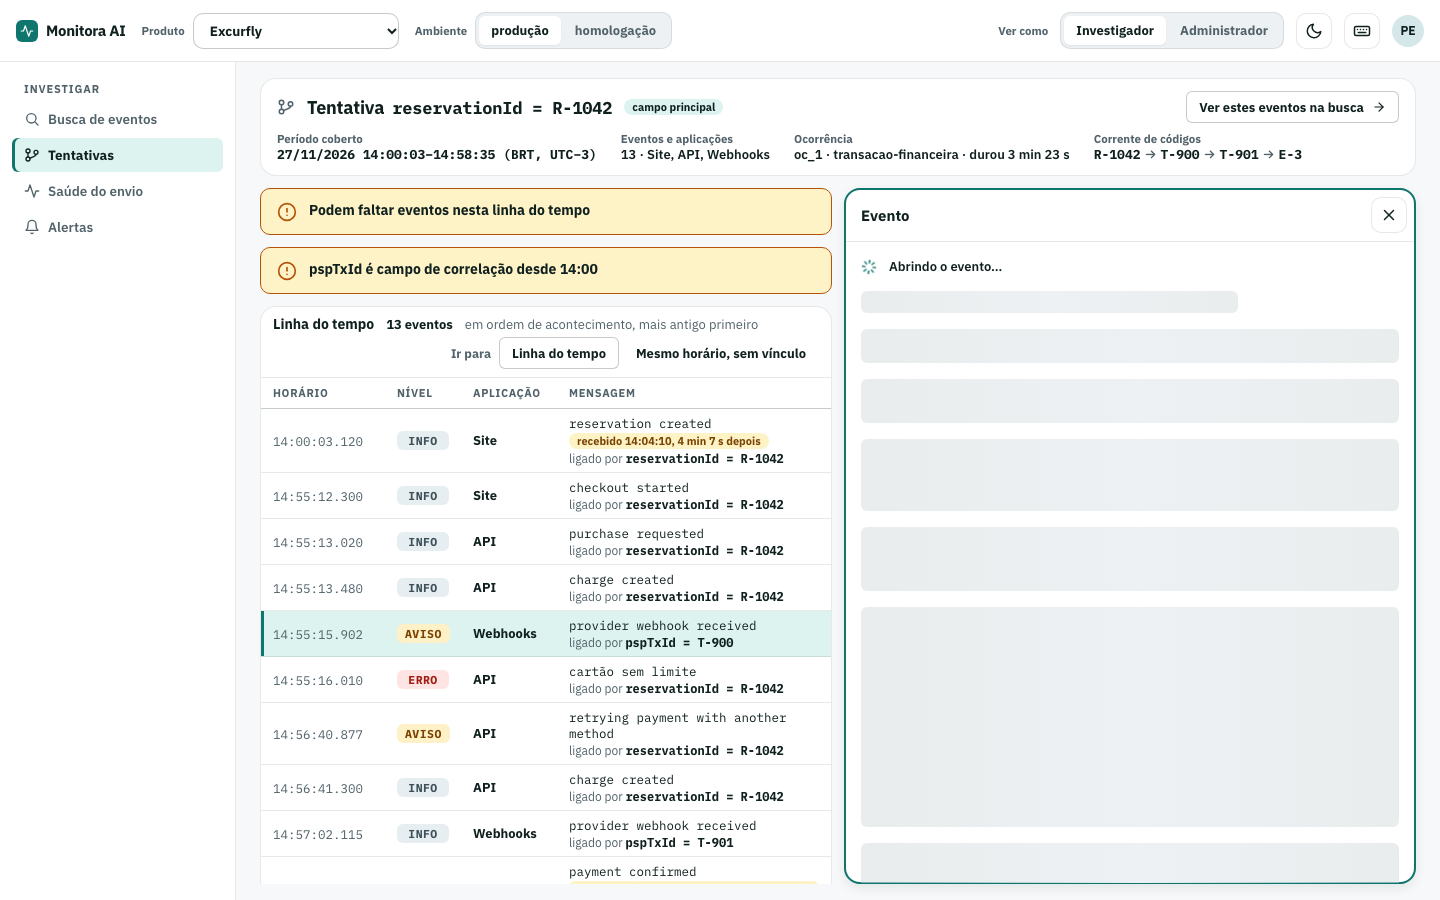 Monitora AI
Produto
Excurfly
Ambiente
produção
homologação
Ver como
Investigador
Administrador
PE
INVESTIGAR
Busca de eventos
Tentativas
Saúde do envio
Alertas
Tentativa reservationId = R-1042
campo principal
Ver estes eventos na busca
Período coberto
27/11/2026 14:00:03–14:58:35 (BRT, UTC−3)
Eventos e aplicações
13 · Site, API, Webhooks
Ocorrência
oc_1 · transacao-financeira · durou 3 min 23 s
Corrente de códigos
R-1042 → T-900 → T-901 → E-3
Podem faltar eventos nesta linha do tempo
pspTxId é campo de correlação desde 14:00
Linha do tempo 13 eventos em ordem de acontecimento, mais antigo primeiro
Ir para
Linha do tempo
Mesmo horário, sem vínculo
HORÁRIO NÍVEL APLICAÇÃO MENSAGEM
14:00:03.120 INFO Site reservation created
recebido 14:04:10, 4 min 7 s depois
ligado por reservationId = R-1042
14:55:12.300 INFO Site checkout started
ligado por reservationId = R-1042
14:55:13.020 INFO API purchase requested
ligado por reservationId = R-1042
14:55:13.480 INFO API charge created
ligado por reservationId = R-1042
14:55:15.902 AVISO Webhooks provider webhook received
ligado por pspTxId = T-900
14:55:16.010 ERRO API cartão sem limite
ligado por reservationId = R-1042
14:56:40.877 AVISO API retrying payment with another
method
ligado por reservationId = R-1042
14:56:41.300 INFO API charge created
ligado por reservationId = R-1042
14:57:02.115 INFO Webhooks provider webhook received
ligado por pspTxId = T-901
payment confirmed
Evento
Abrindo o evento...